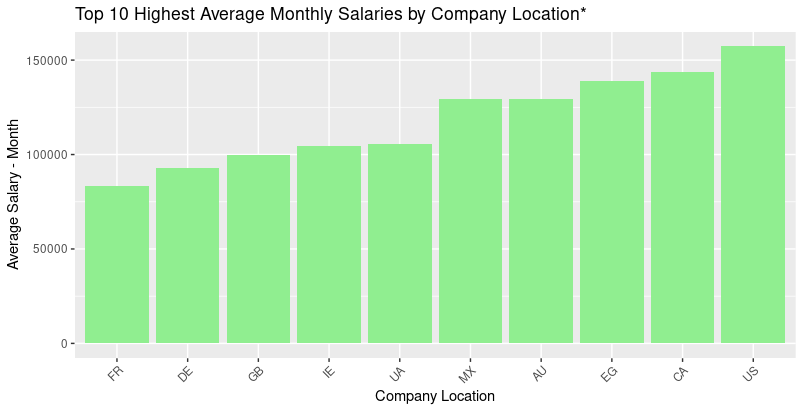 Top 10 Highest Average Monthly Salaries by Company Location*
Average Salary - Month
150000
100000
50000
0
FR DE GB IE UA MX AU EG CA US
Company Location